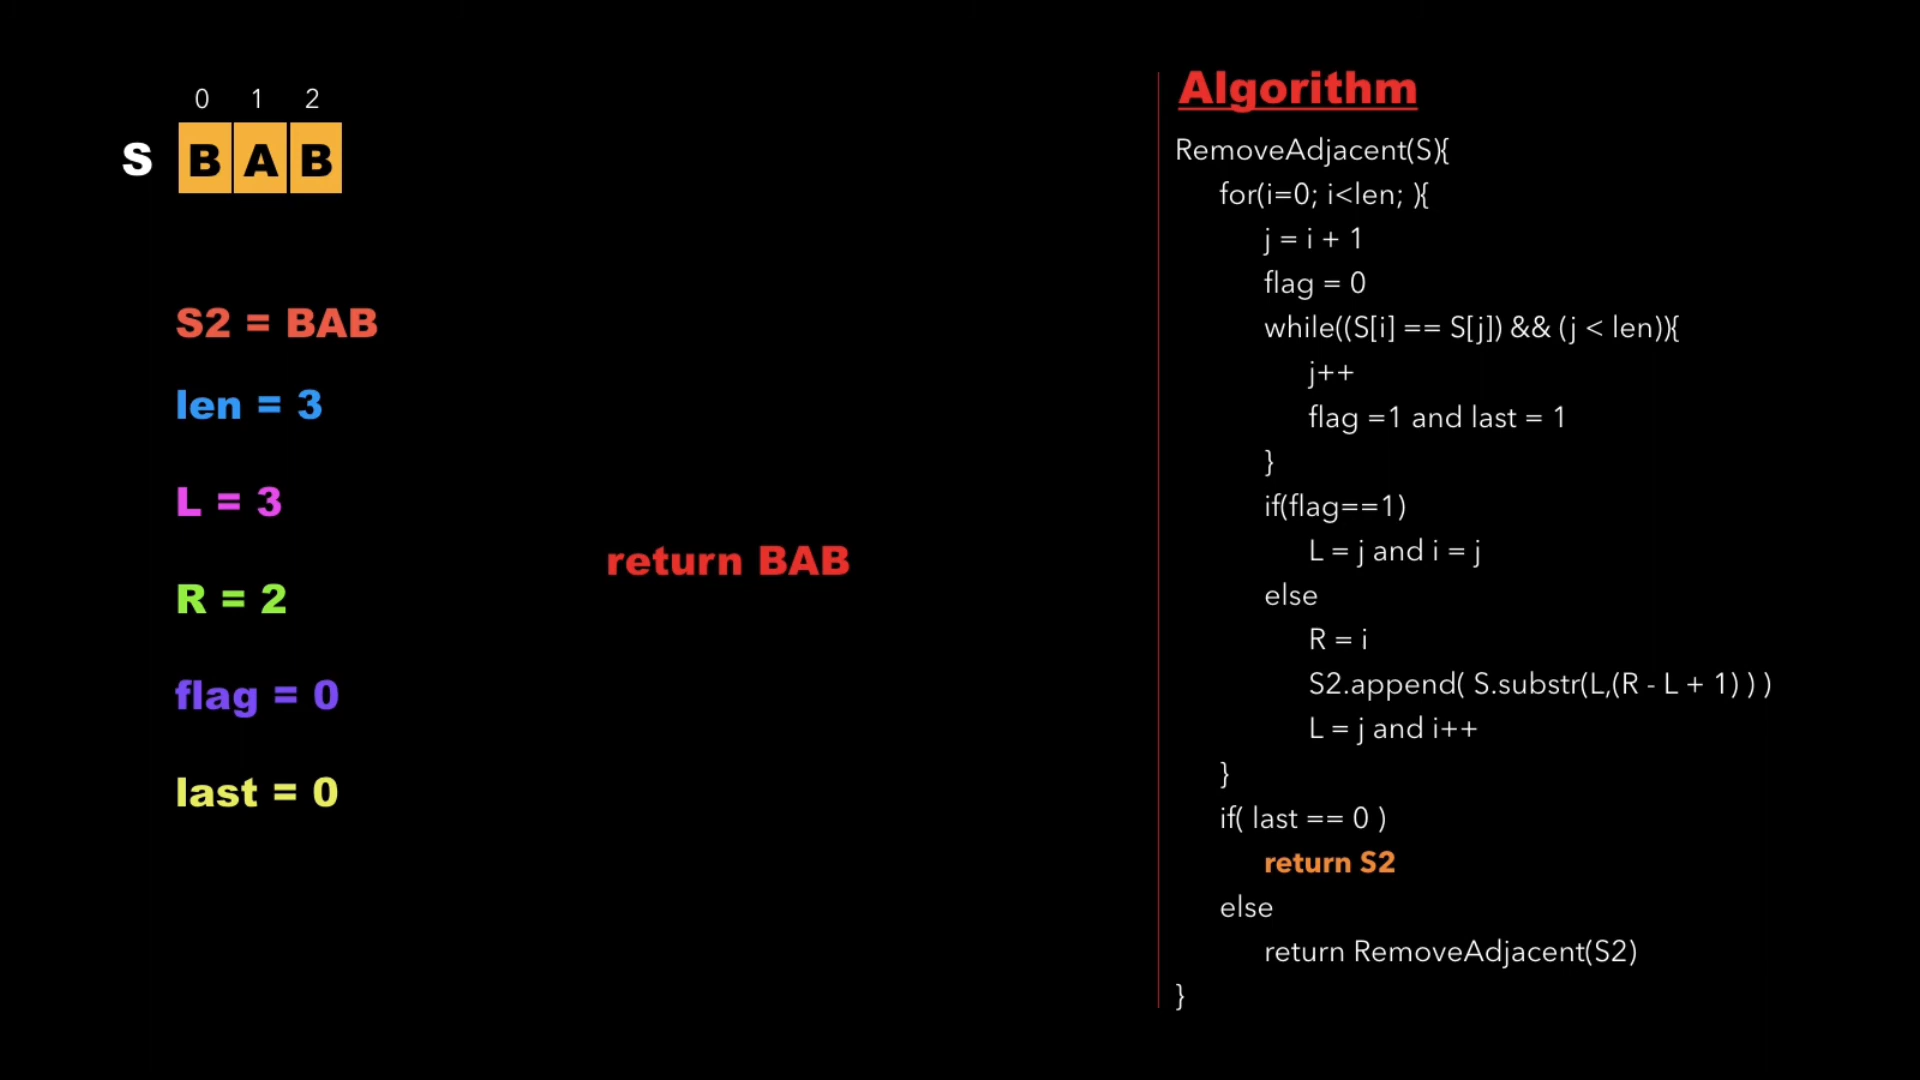 0 1 2
S B A B
S2 = BAB
len = 3
L = 3
R = 2
flag = 0
last = 0
return BAB
Algorithm
RemoveAdjacent(S){
for(i=0; i<len; ){
j = i + 1
flag = 0
while((S[i] == S[j]) && (j < len)){
j++
flag =1 and last = 1
}
if(flag==1)
L = j and i = j
else
R = i
S2.append( S.substr(L,(R - L + 1) ) )
L = j and i++
}
if( last == 0 )
return S2
else
return RemoveAdjacent(S2)
}